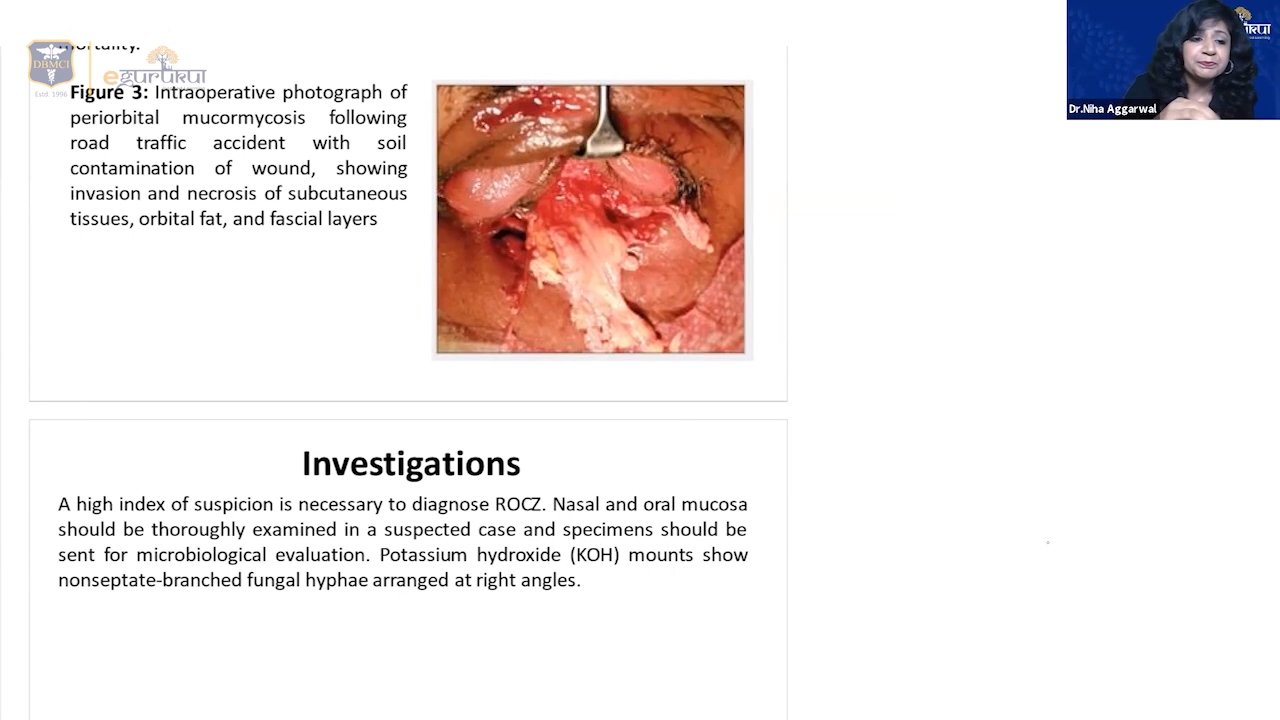 mortality.
DBMCI
Estd. 1996
egurukul
Figure 3: Intraoperative photograph of
periorbital mucormycosis following
road traffic accident with soil
contamination of wound, showing
invasion and necrosis of subcutaneous
tissues, orbital fat, and fascial layers
Dr.Niha Aggarwal
Investigations
A high index of suspicion is necessary to diagnose ROCZ. Nasal and oral mucosa
should be thoroughly examined in a suspected case and specimens should be
sent for microbiological evaluation. Potassium hydroxide (KOH) mounts show
nonseptate-branched fungal hyphae arranged at right angles.